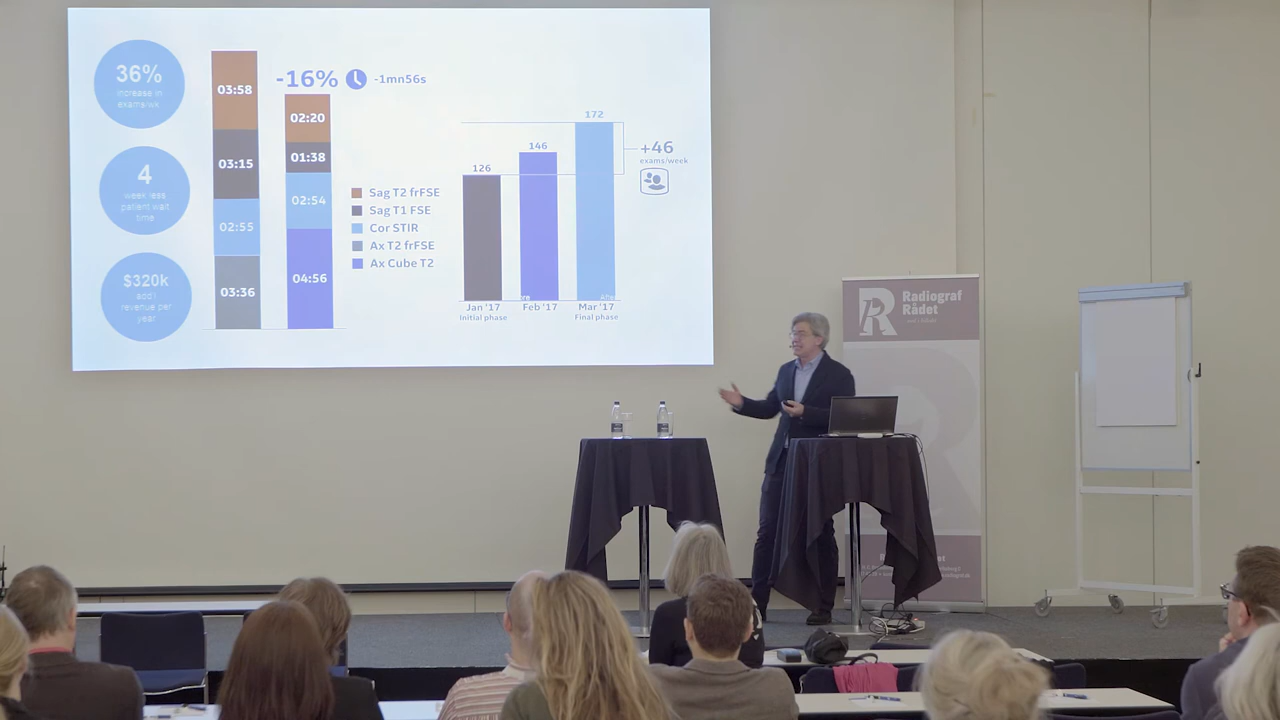 36%
increase in
exams/wk
4
week less
patient wait
time
$320k
add'l
revenue per
year
03:58
03:15
02:55
03:36
-16%
-1mn56s
02:20
01:38
02:54
04:56
Sag T2 frFSE
Sag T1 FSE
Cor STIR
Ax T2 frFSE
Ax Cube T2
126
146
172
+46
exams/week
Jan '17
Initial phase
Feb '17
Mar '17
Final phase
R
Radiograf
Rådet